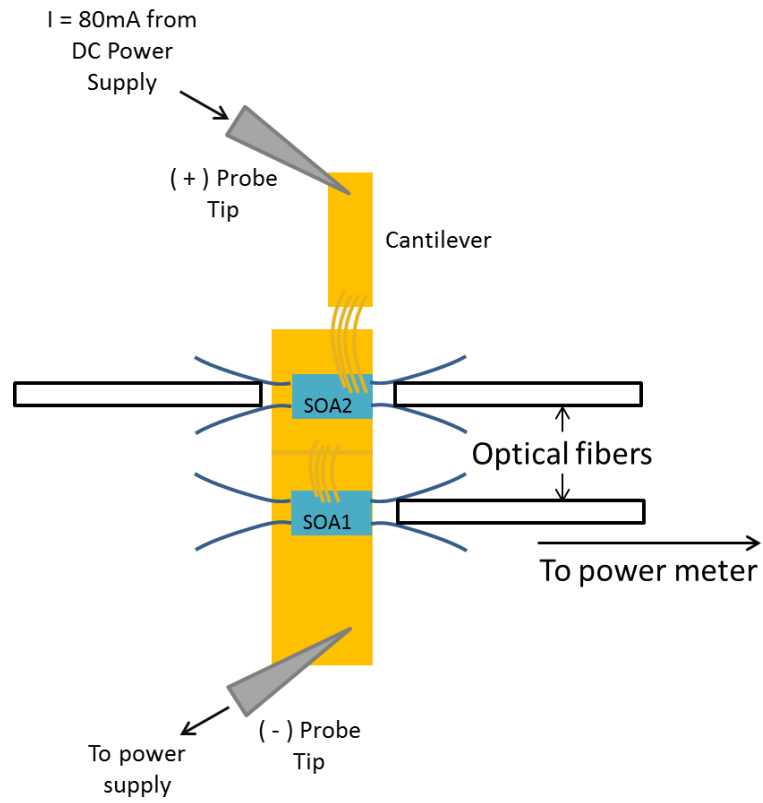 I = 80mA from
DC Power
Supply
( + ) Probe
Tip
Cantilever
SOA2
Optical fibers
SOA1
To power meter
( - ) Probe
Tip
To power
supply